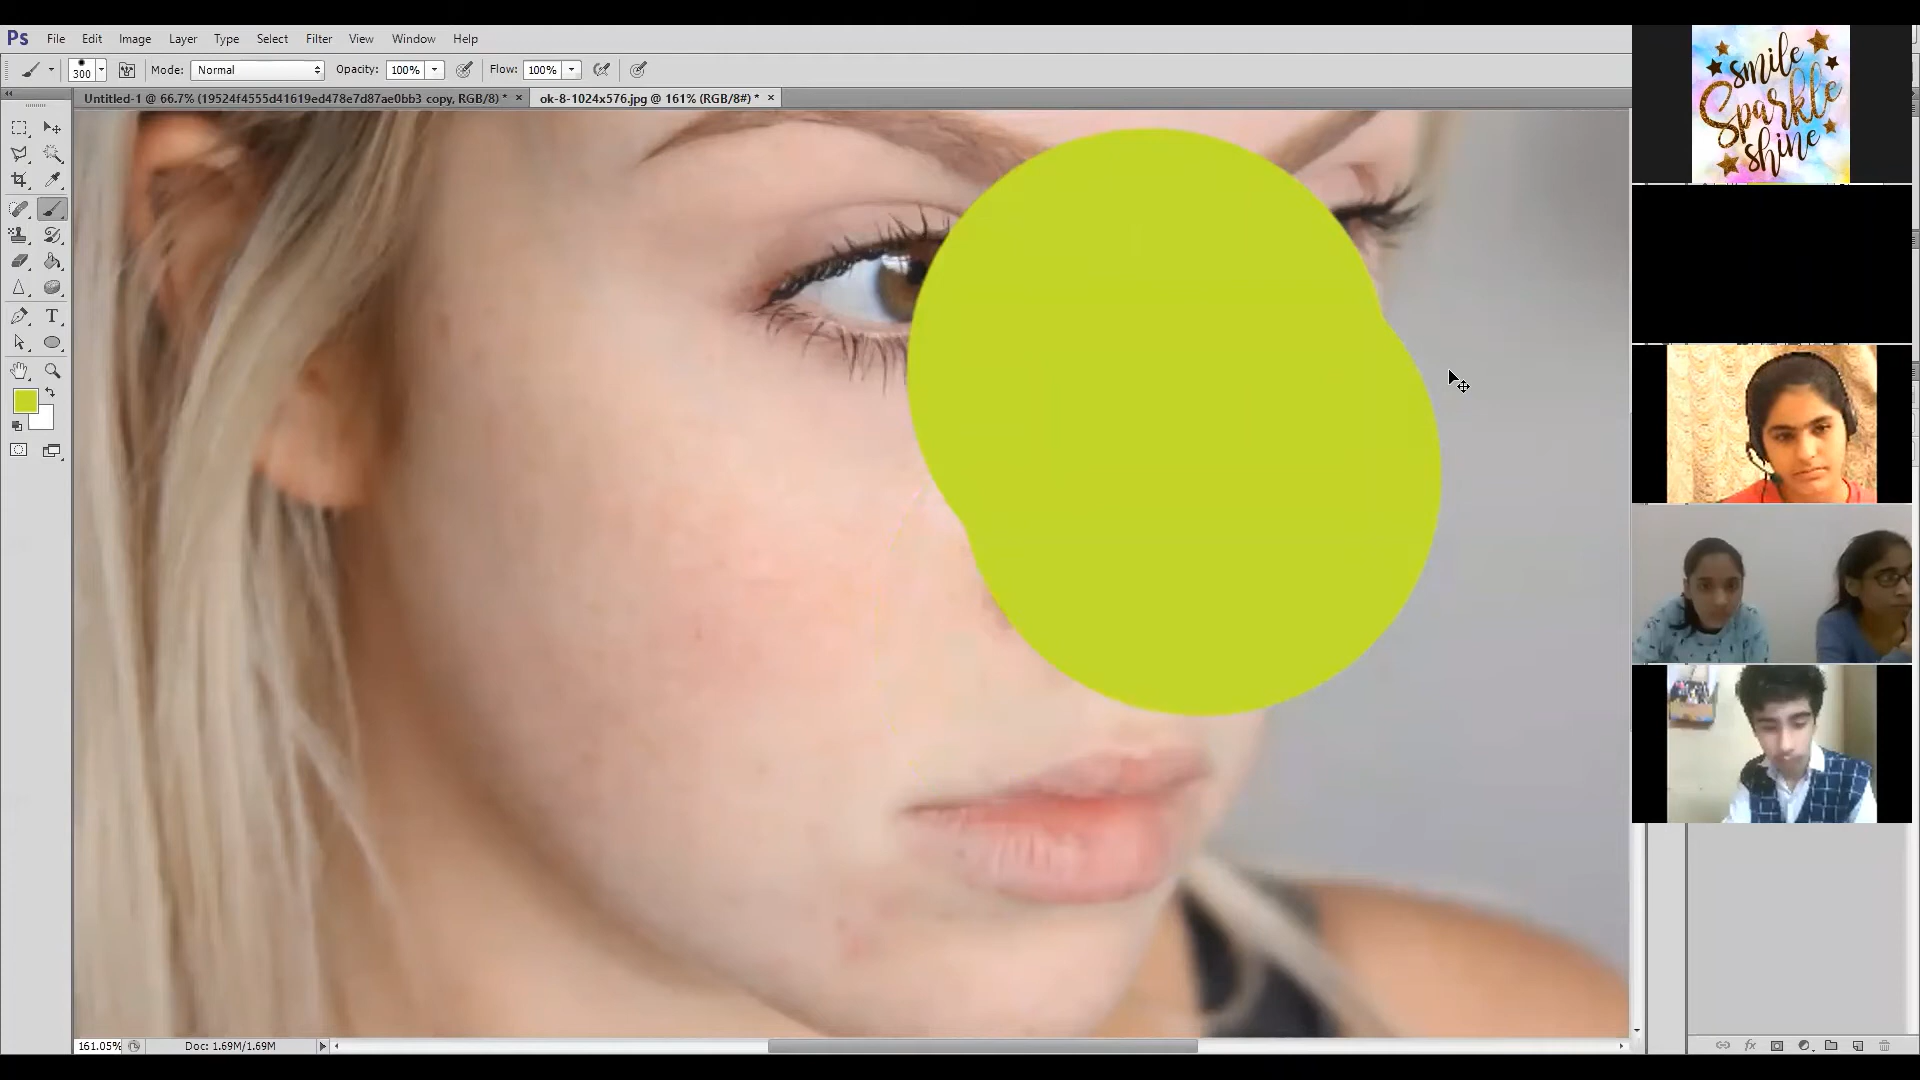 Ps File Edit Image Layer Type Select Filter View Window Help
300 Mode: Normal Opacity: 100% Flow: 100%
Untitled-1 @ 66.7% (19524f4555d41619ed478e7d87ae0bb3 copy, RGB/8) * × ok-8-1024x576.jpg @ 161% (RGB/8#) * ×
smile
Sparkle
shine
T
161.05% Doc: 1.69M/1.69M
fx